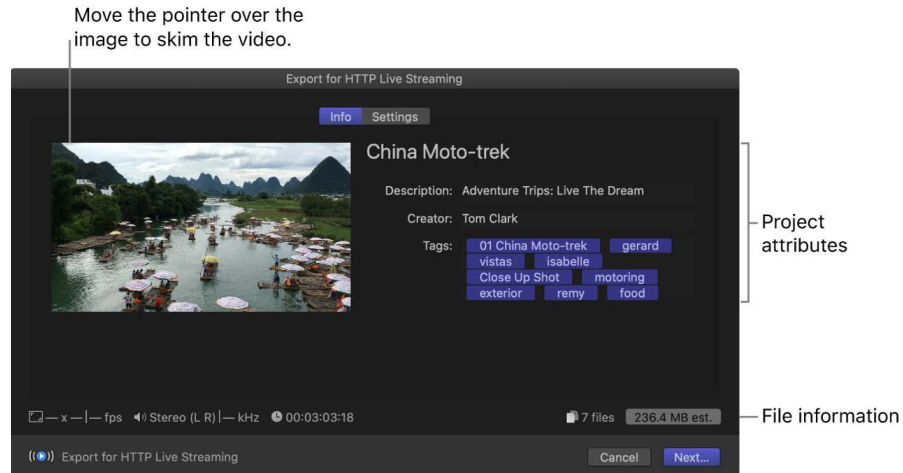 Move the pointer over the
image to skim the video.
Export for HTTP Live Streaming
Info Settings
China Moto-trek
Description: Adventure Trips: Live The Dream
Creator: Tom Clark
Tags: 01 China Moto-trek gerard
vistas isabelle
Close Up Shot motoring
exterior remy food
Project
attributes
— x — | — fps Stereo (L R) | — kHz 00:03:03:18 7 files 236.4 MB est.
File information
Export for HTTP Live Streaming Cancel Next...